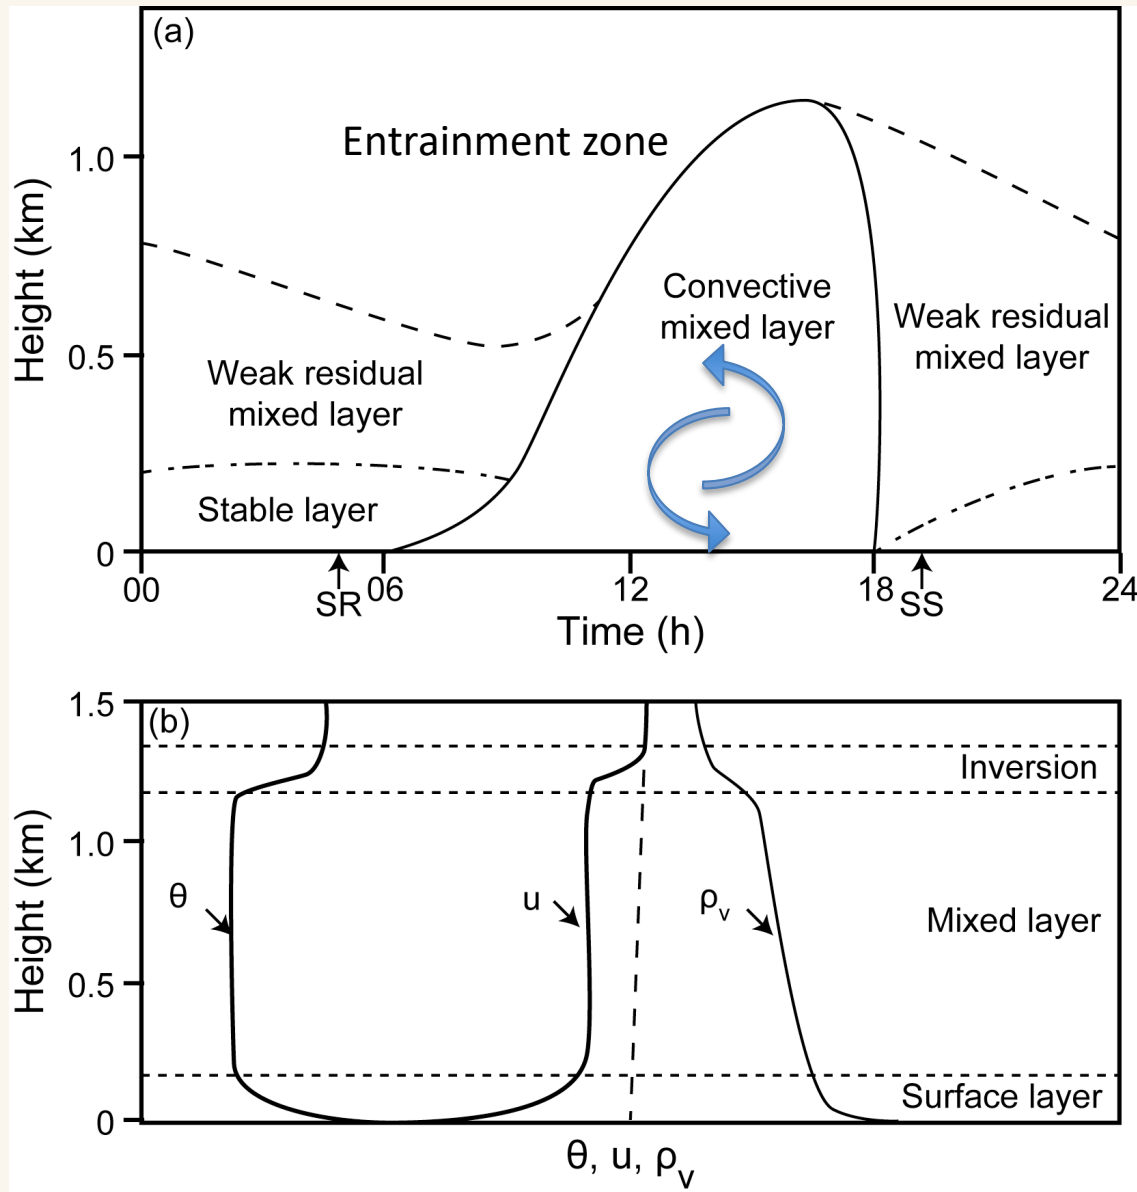 (a)
Entrainment zone
1.0
Height (km)
Convective
mixed layer
Weak residual
mixed layer
0.5
Weak residual
mixed layer
Stable layer
0
00
SR
06
12
18
SS
24
Time (h)
1.5
(b)
Inversion
1.0
Height (km)
θ
u
ρv
Mixed layer
0.5
Surface layer
0
θ, u, ρv